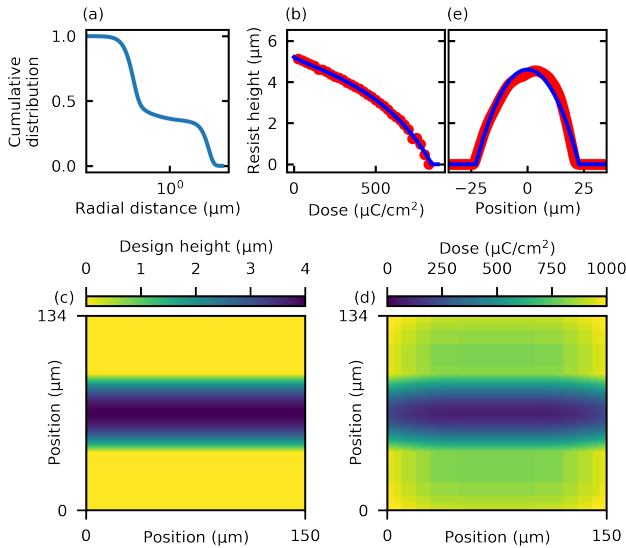 (a)
1.0
0.5
0.0
Cumulative
distribution
10⁰
Radial distance (μm)
(b)
6
4
2
0
Resist height (μm)
0
500
Dose (μC/cm²)
(e)
−25
0
25
Position (μm)
Design height (μm)
0
1
2
3
4
(c)
134
0
Position (μm)
0
150
Position (μm)
Dose (μC/cm²)
0
250
500
750
1000
(d)
134
0
Position (μm)
0
150
Position (μm)